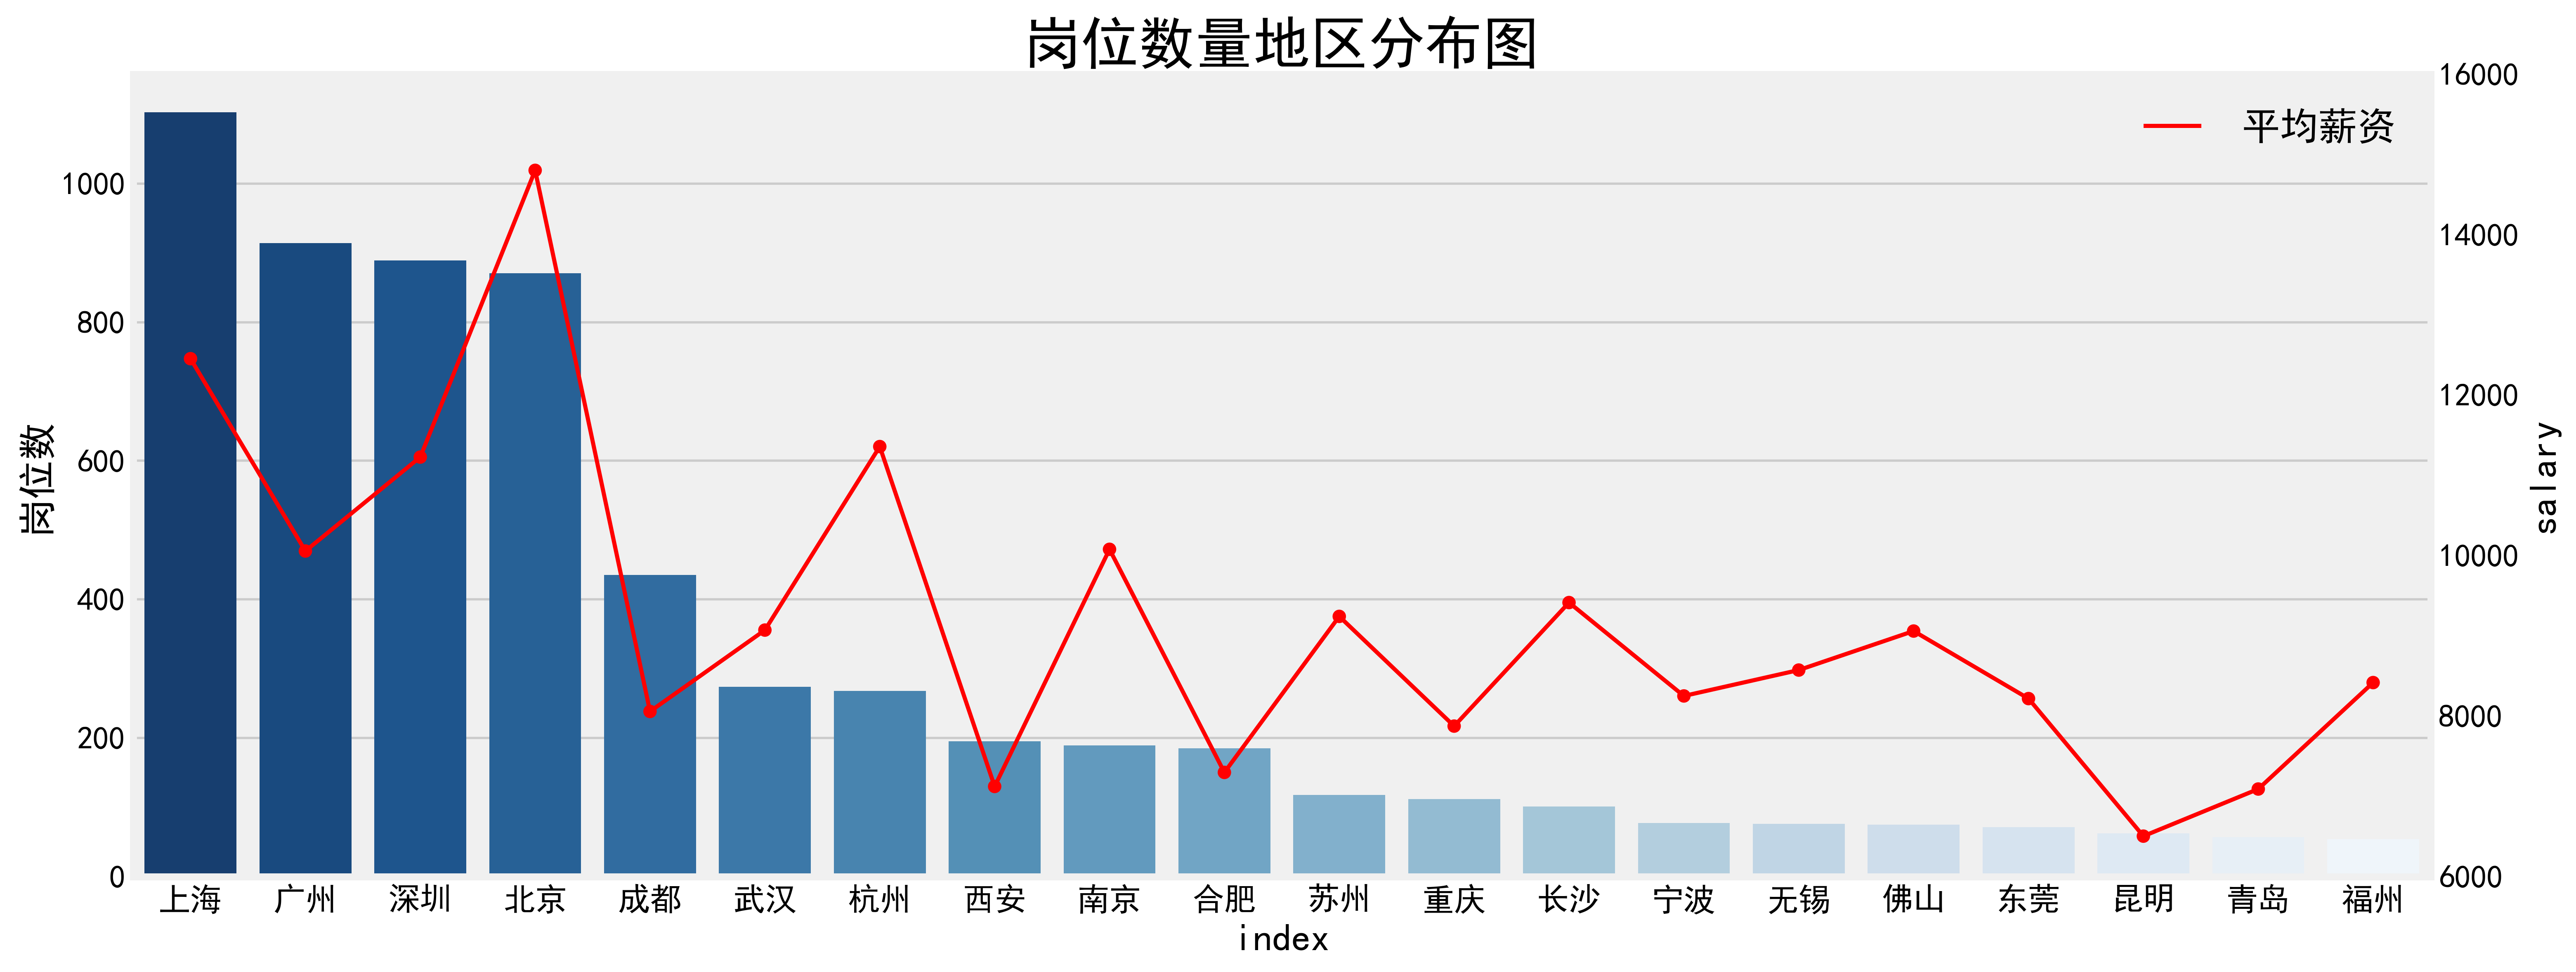 岗位数量地区分布图
平均薪资
岗位数
1000
800
600
400
200
0
16000
14000
12000
10000
8000
6000
salary
上海 广州 深圳 北京 成都 武汉 杭州 西安 南京 合肥 苏州 重庆 长沙 宁波 无锡 佛山 东莞 昆明 青岛 福州
index